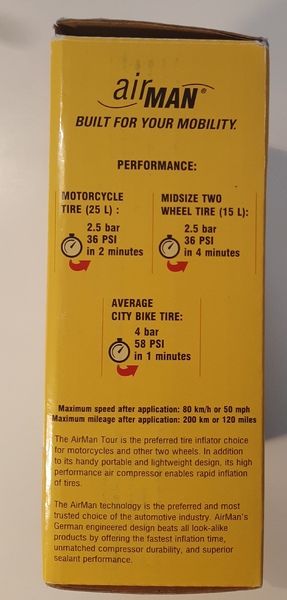 airMAN®
BUILT FOR YOUR MOBILITY.
PERFORMANCE:
MOTORCYCLE
TIRE (25 L) :
2.5 bar
36 PSI
in 2 minutes
MIDSIZE TWO
WHEEL TIRE (15 L):
2.5 bar
36 PSI
in 4 minutes
AVERAGE
CITY BIKE TIRE:
4 bar
58 PSI
in 1 minutes
Maximum speed after application: 80 km/h or 50 mph
Maximum mileage after application: 200 km or 120 miles
The AirMan Tour is the preferred tire inflator choice
for motorcycles and other two wheels. In addition
to its handy portable and lightweight design, its high
performance air compressor enables rapid inflation
of tires.
The AirMan technology is the preferred and most
trusted choice of the automotive industry. AirMan's
German engineered design beats all look-alike
products by offering the fastest inflation time,
unmatched compressor durability, and superior
sealant performance.